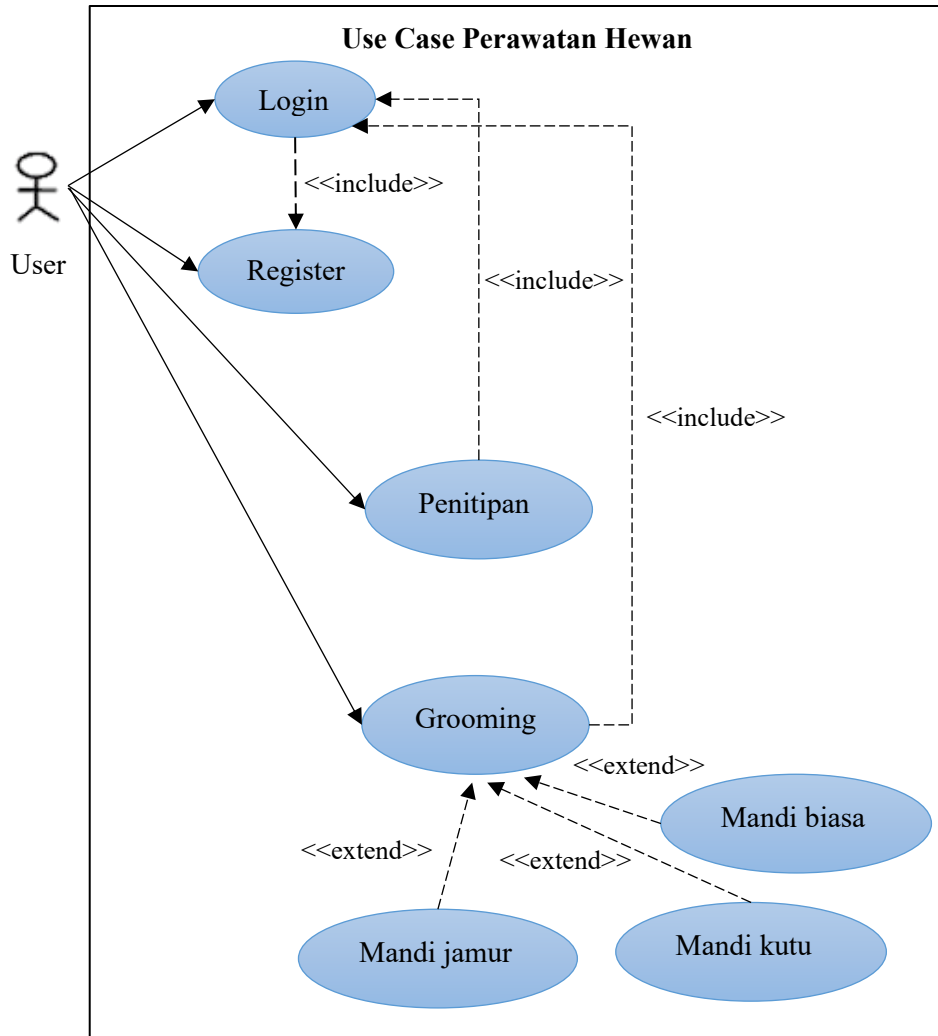 Use Case Perawatan Hewan
Login
<<include>>
User
Register
<<include>>
<<include>>
Penitipan
Grooming
<<extend>>
Mandi biasa
<<extend>>
<<extend>>
Mandi jamur
Mandi kutu